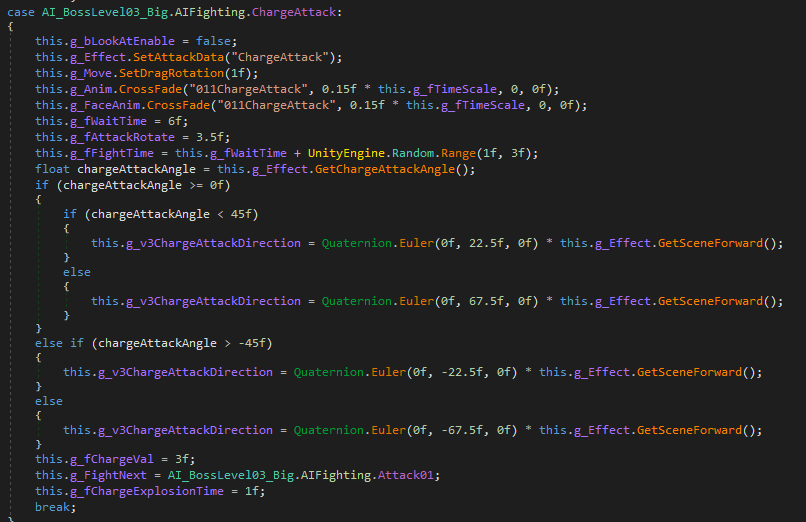 case AI_BossLevel03_Big.AIFighting.ChargeAttack:
{
    this.g_bLookAtEnable = false;
    this.g_Effect.SetAttackData("ChargeAttack");
    this.g_Move.SetDragRotation(1f);
    this.g_Anim.CrossFade("011ChargeAttack", 0.15f * this.g_fTimeScale, 0, 0f);
    this.g_FaceAnim.CrossFade("011ChargeAttack", 0.15f * this.g_fTimeScale, 0, 0f);
    this.g_fWaitTime = 6f;
    this.g_fAttackRotate = 3.5f;
    this.g_fFightTime = this.g_fWaitTime + UnityEngine.Random.Range(1f, 3f);
    float chargeAttackAngle = this.g_Effect.GetChargeAttackAngle();
    if (chargeAttackAngle >= 0f)
    {
        if (chargeAttackAngle < 45f)
        {
            this.g_v3ChargeAttackDirection = Quaternion.Euler(0f, 22.5f, 0f) * this.g_Effect.GetSceneForward();
        }
        else
        {
            this.g_v3ChargeAttackDirection = Quaternion.Euler(0f, 67.5f, 0f) * this.g_Effect.GetSceneForward();
        }
    }
    else if (chargeAttackAngle > -45f)
    {
        this.g_v3ChargeAttackDirection = Quaternion.Euler(0f, -22.5f, 0f) * this.g_Effect.GetSceneForward();
    }
    else
    {
        this.g_v3ChargeAttackDirection = Quaternion.Euler(0f, -67.5f, 0f) * this.g_Effect.GetSceneForward();
    }
    this.g_fChargeVal = 3f;
    this.g_FightNext = AI_BossLevel03_Big.AIFighting.Attack01;
    this.g_fChargeExplosionTime = 1f;
    break;
}